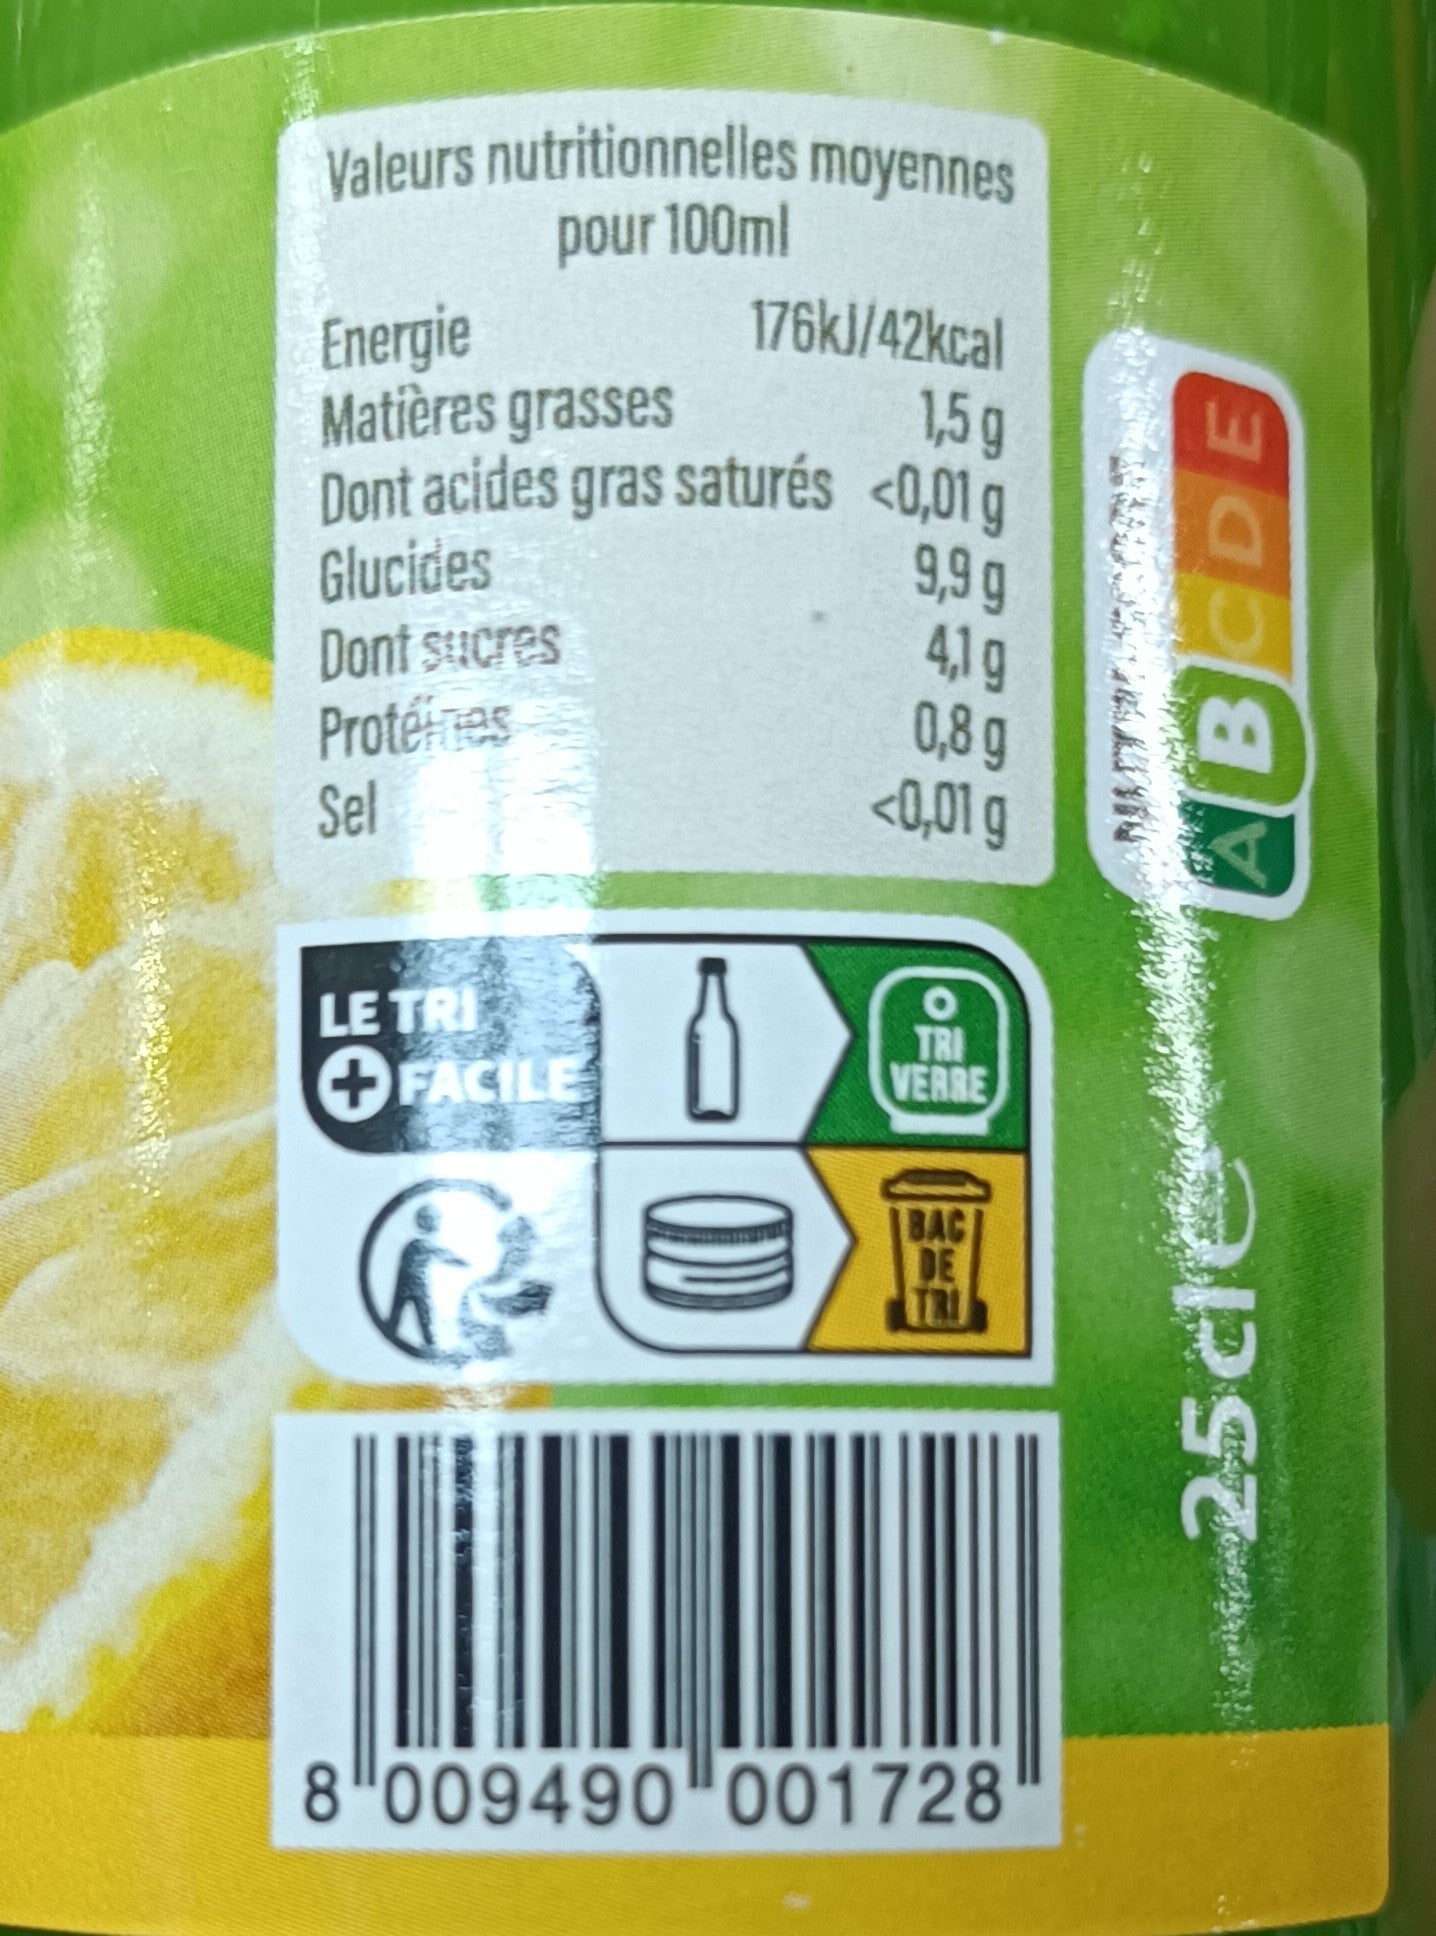 Valeurs nutritionnelles moyennes
pour 100ml
Energie 176kJ/42kcal
Matières grasses 1,5 g
Dont acides gras saturés <0,01 g
Glucides 9,9 g
Dont sucres 4,1 g
Protéines 0,8 g
Sel <0,01 g
NUTRI-SCORE
A B C D E
LE TRI
+ FACILE
TRI
VERRE
BAC
DE
TRI
25cl e
8 009490 001728